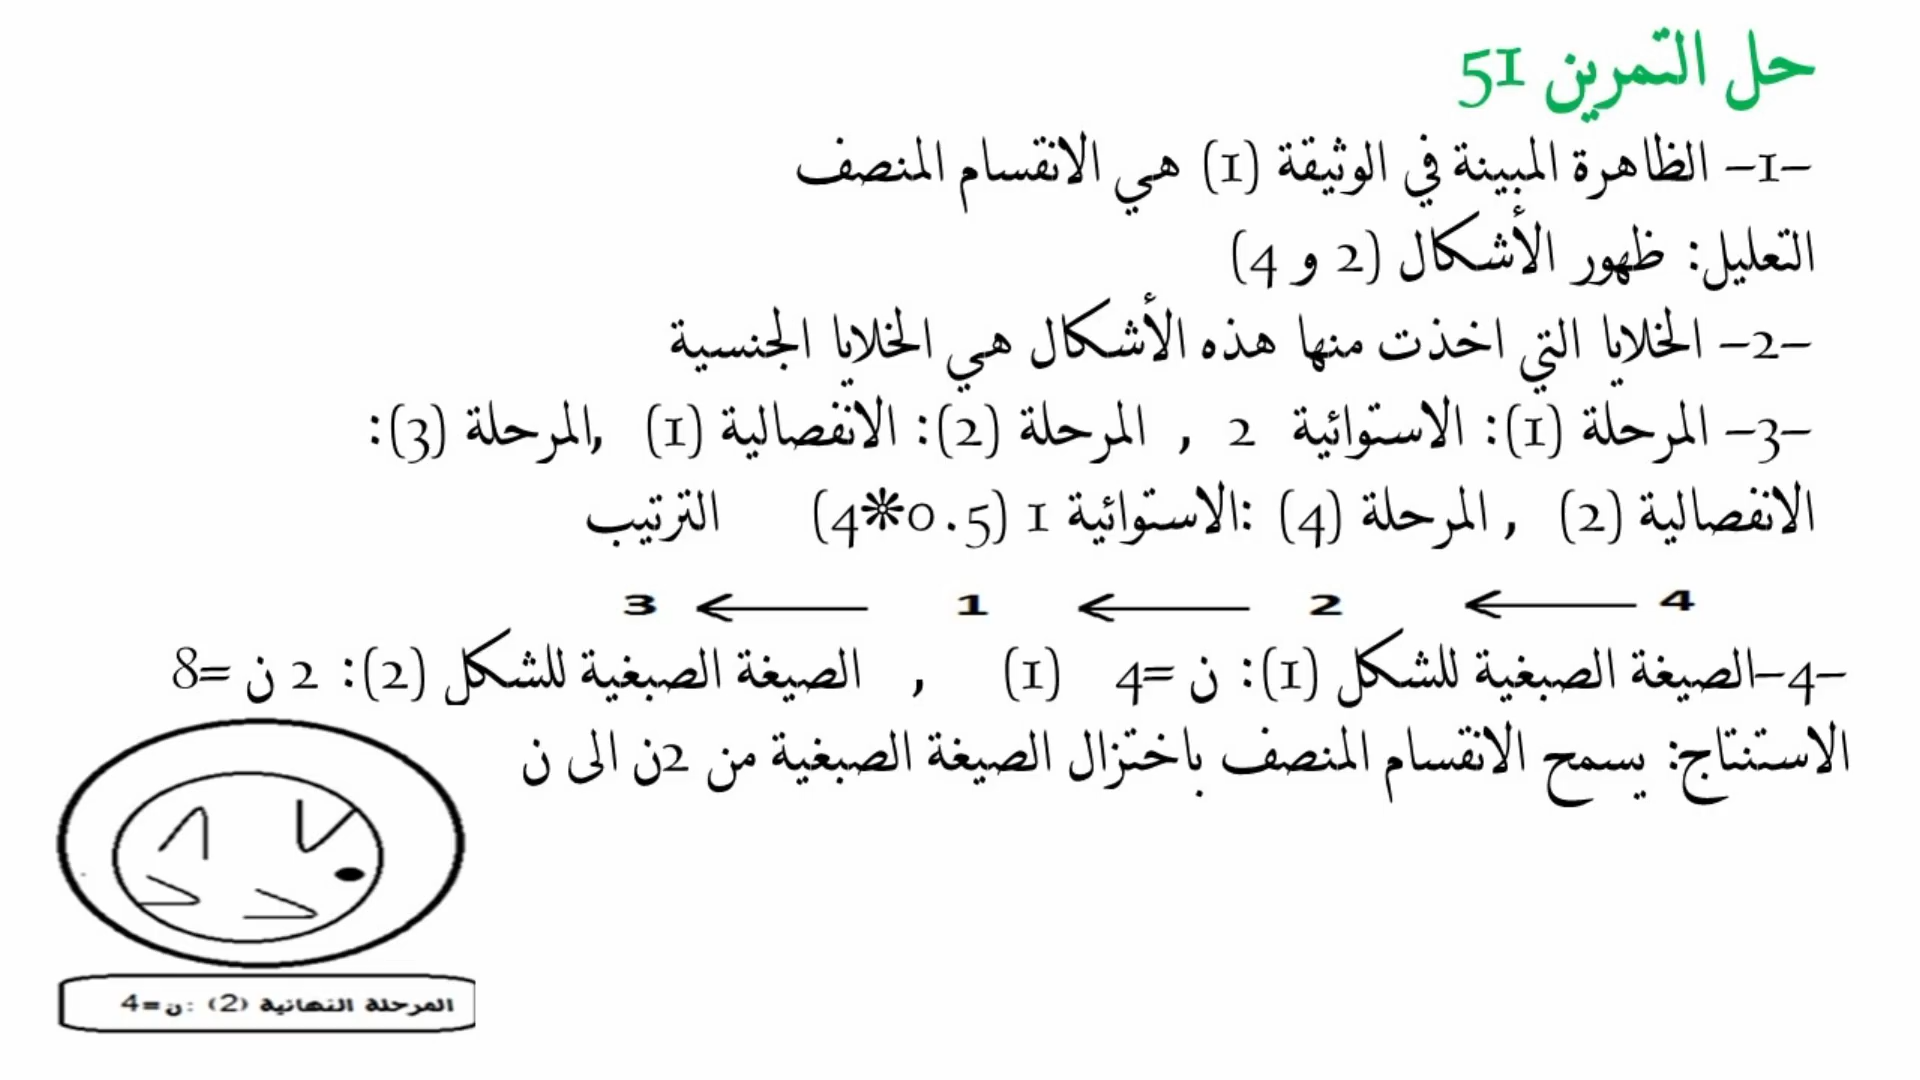 حل التمرين 51
-1- الظاهرة المبينة في الوثيقة (1) هي الانقسام المنصف
التعليل: ظهور الأشكال (2 و 4)
-2- الخلايا التي اخذت منها هذه الأشكال هي الخلايا الجنسية
-3- المرحلة (1): الاستوائية 2 , المرحلة (2): الانفصالية (1) ,المرحلة (3):
الانفصالية (2) , المرحلة (4) :الاستوائية 1 (0.5*4) الترتيب
4 ← 2 ← 1 ← 3
-4-الصيغة الصبغية للشكل (1): ن =4 (1) , الصيغة الصبغية للشكل (2): 2 ن =8
الاستنتاج: يسمح الانقسام المنصف باختزال الصيغة الصبغية من 2ن الى ن
المرحلة النهائية (2) :ن=4